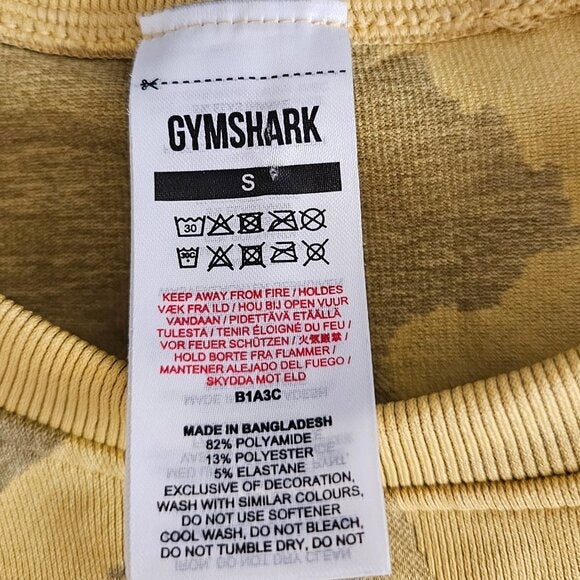 GYMSHARK
S
30
30C
KEEP AWAY FROM FIRE / HOLDES
VÆK FRA ILD / HOU BIJ OPEN VUUR
VANDAAN / PIDETTÄVÄ ETÄÄLLÄ
TULESTA / TENIR ÉLOIGNÉ DU FEU /
VOR FEUER SCHÜTZEN / 火気厳禁 /
HOLD BORTE FRA FLAMMER /
MANTENER ALEJADO DEL FUEGO /
SKYDDA MOT ELD
B1A3C
MADE IN BANGLADESH
82% POLYAMIDE
13% POLYESTER
5% ELASTANE
EXCLUSIVE OF DECORATION,
WASH WITH SIMILAR COLOURS,
DO NOT USE SOFTENER
COOL WASH, DO NOT BLEACH,
DO NOT TUMBLE DRY, DO NOT